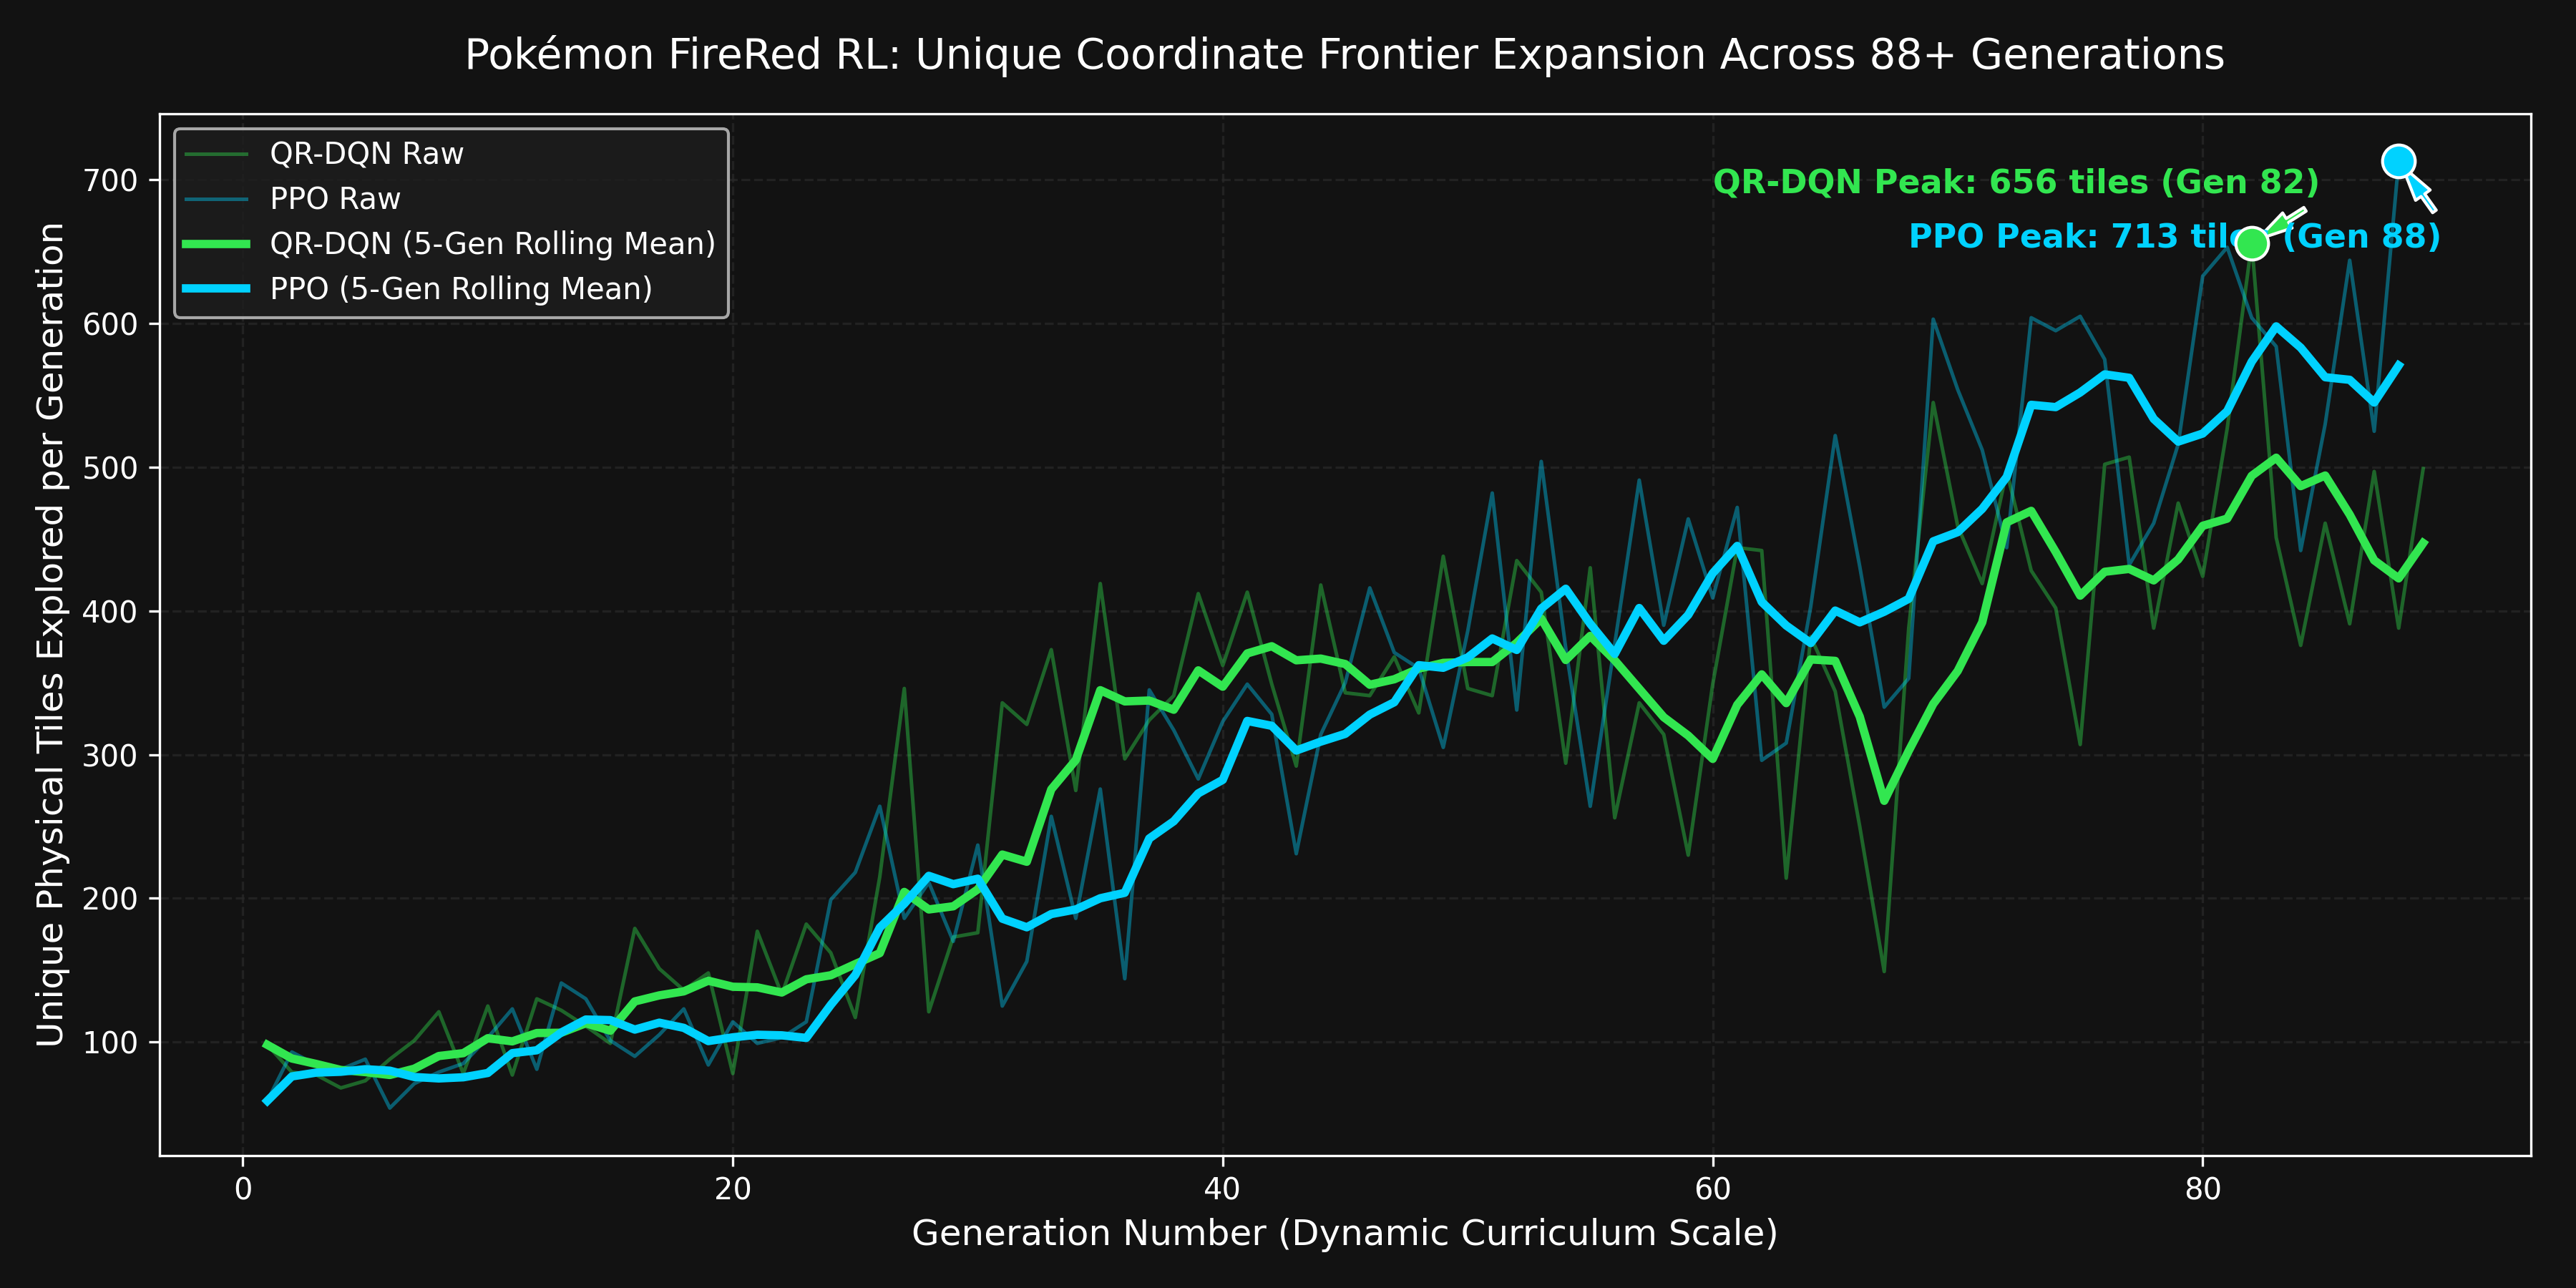 Pokémon FireRed RL: Unique Coordinate Frontier Expansion Across 88+ Generations
QR-DQN Raw
PPO Raw
QR-DQN (5-Gen Rolling Mean)
PPO (5-Gen Rolling Mean)
QR-DQN Peak: 656 tiles (Gen 82)
PPO Peak: 713 tiles (Gen 88)
Unique Physical Tiles Explored per Generation
700
600
500
400
300
200
100
0 20 40 60 80
Generation Number (Dynamic Curriculum Scale)